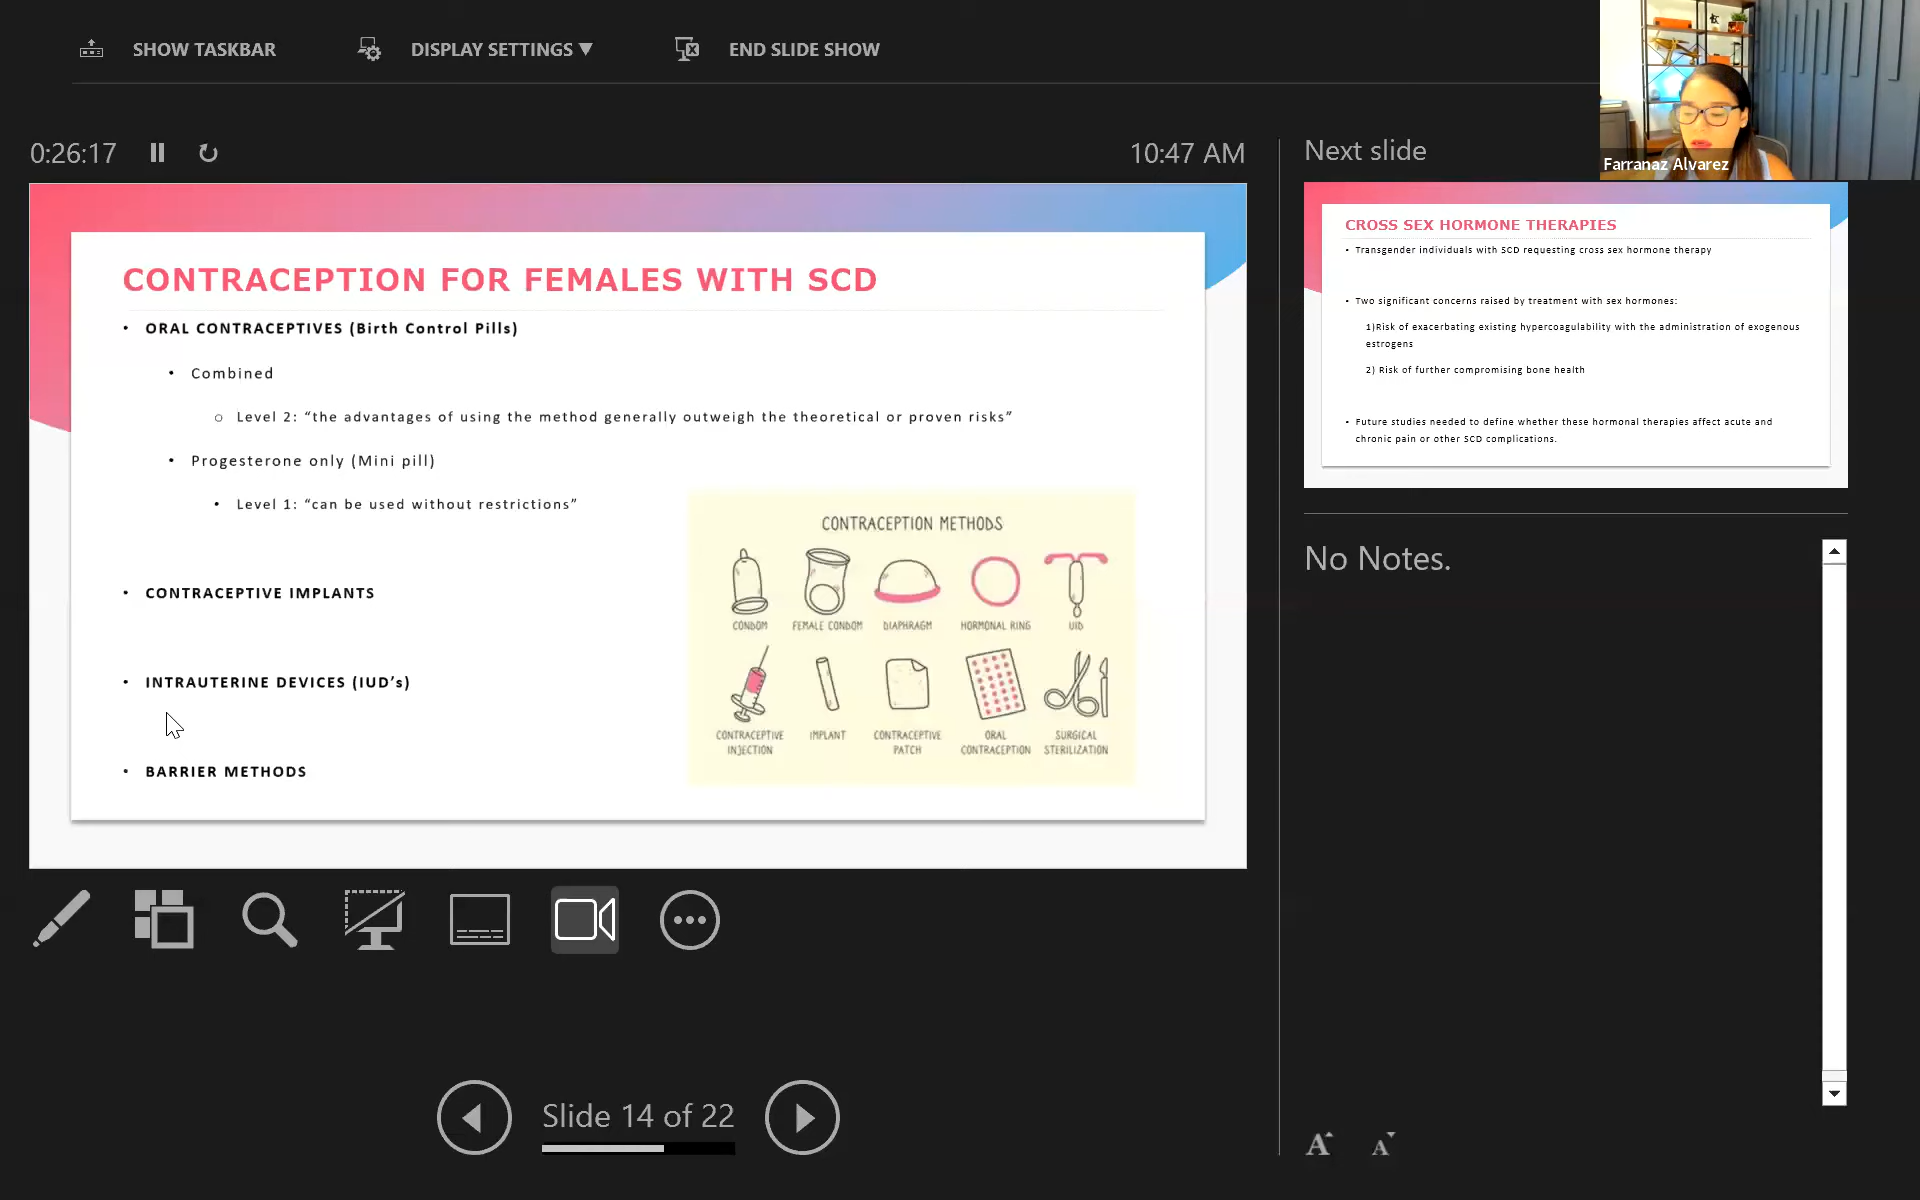 SHOW TASKBAR
DISPLAY SETTINGS ▼
END SLIDE SHOW
Farranaz Alvarez
0:26:17
10:47 AM
CONTRACEPTION FOR FEMALES WITH SCD
• ORAL CONTRACEPTIVES (Birth Control Pills)
• Combined
○ Level 2: “the advantages of using the method generally outweigh the theoretical or proven risks”
• Progesterone only (Mini pill)
• Level 1: “can be used without restrictions”
• CONTRACEPTIVE IMPLANTS
• INTRAUTERINE DEVICES (IUD’s)
• BARRIER METHODS
CONTRACEPTION METHODS
CONDOM
FEMALE CONDOM
DIAPHRAGM
HORMONAL RING
UID
CONTRACEPTIVE
INJECTION
IMPLANT
CONTRACEPTIVE
PATCH
ORAL
CONTRACEPTION
SURGICAL
STERILIZATION
Slide 14 of 22
Next slide
CROSS SEX HORMONE THERAPIES
• Transgender individuals with SCD requesting cross sex hormone therapy
• Two significant concerns raised by treatment with sex hormones:
1)Risk of exacerbating existing hypercoagulability with the administration of exogenous
estrogens
2) Risk of further compromising bone health
• Future studies needed to define whether these hormonal therapies affect acute and
chronic pain or other SCD complications.
No Notes.
A A